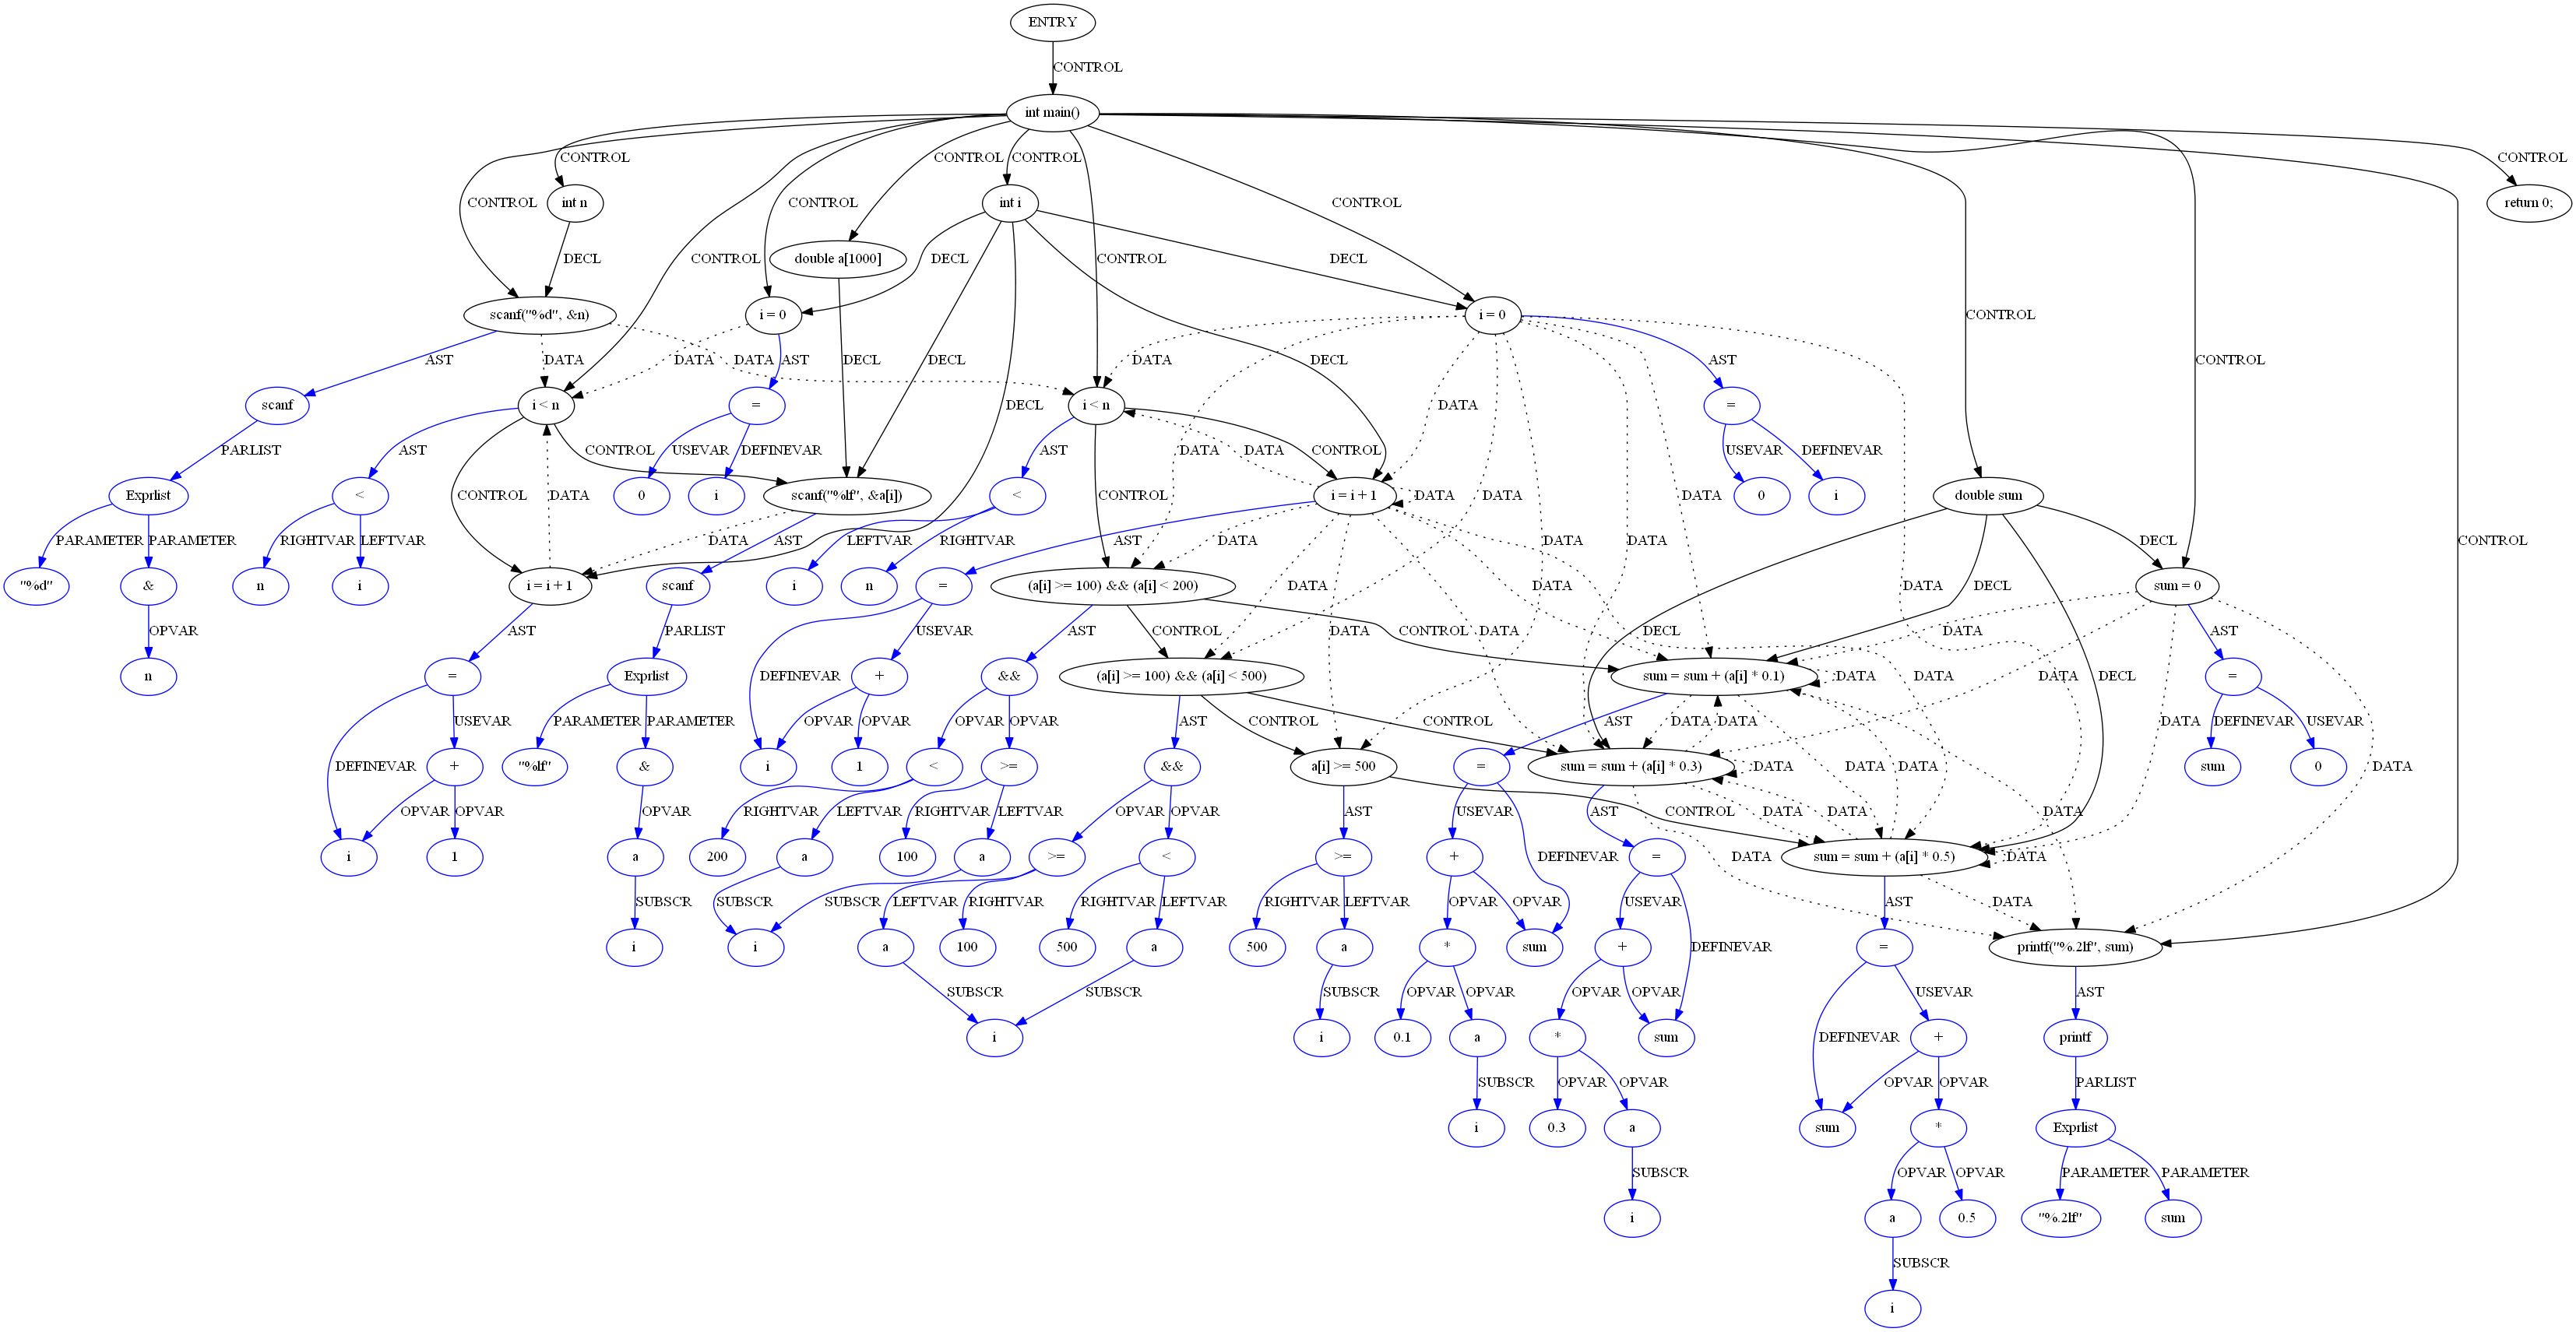 ENTRY
CONTROL
int main()
CONTROL CONTROL CONTROL CONTROL
CONTROL CONTROL CONTROL CONTROL
int n int i return 0;
CONTROL CONTROL CONTROL CONTROL
double a[1000]
DECL DECL DECL
scanf("%d", &n) i = 0 i = 0
AST DATA DATA DATA AST DECL DECL DECL DATA DATA AST
scanf i < n = i < n =
PARLIST AST DECL DATA
CONTROL USEVAR DEFINEVAR DATA AST DATA CONTROL USEVAR DEFINEVAR
Exprlist < 0 i scanf("%lf", &a[i]) < i = i + 1 0 i double sum
CONTROL DATA CONTROL DATA DATA DATA DATA
PARAMETER PARAMETER RIGHTVAR LEFTVAR DATA AST LEFTVAR RIGHTVAR AST DATA DATA DATA DECL CONTROL
"%d" & n i i = i + 1 scanf i n = (a[i] >= 100) && (a[i] < 200) sum = 0
OPVAR AST PARLIST USEVAR AST CONTROL CONTROL DATA DATA DATA DECL DECL DATA AST
n = Exprlist + && (a[i] >= 100) && (a[i] < 500) sum = sum + (a[i] * 0.1) =
DEFINEVAR DATA DATA DECL DATA
USEVAR PARAMETER PARAMETER OPVAR OPVAR OPVAR OPVAR AST CONTROL CONTROL AST DATA DATA DATA DEFINEVAR USEVAR
DEFINEVAR + "%lf" & i 1 < >= && a[i] >= 500 = sum = sum + (a[i] * 0.3) DATA DATA DATA sum 0
OPVAR OPVAR OPVAR RIGHTVAR LEFTVAR RIGHTVAR LEFTVAR OPVAR OPVAR AST CONTROL USEVAR AST DATA DATA DATA
i 1 a 200 a 100 a >= < >= + DEFINEVAR = DATA sum = sum + (a[i] * 0.5) DATA
SUBSCR SUBSCR SUBSCR LEFTVAR RIGHTVAR RIGHTVAR LEFTVAR RIGHTVAR LEFTVAR OPVAR OPVAR USEVAR AST DATA
i i a 100 500 a 500 a * sum + DEFINEVAR = printf("%.2lf", sum)
SUBSCR SUBSCR SUBSCR OPVAR OPVAR OPVAR OPVAR USEVAR AST
i i 0.1 a * sum DEFINEVAR + printf
SUBSCR OPVAR OPVAR OPVAR OPVAR PARLIST
i 0.3 a sum * Exprlist
SUBSCR OPVAR OPVAR PARAMETER PARAMETER
i a 0.5 "%.2lf" sum
SUBSCR
i